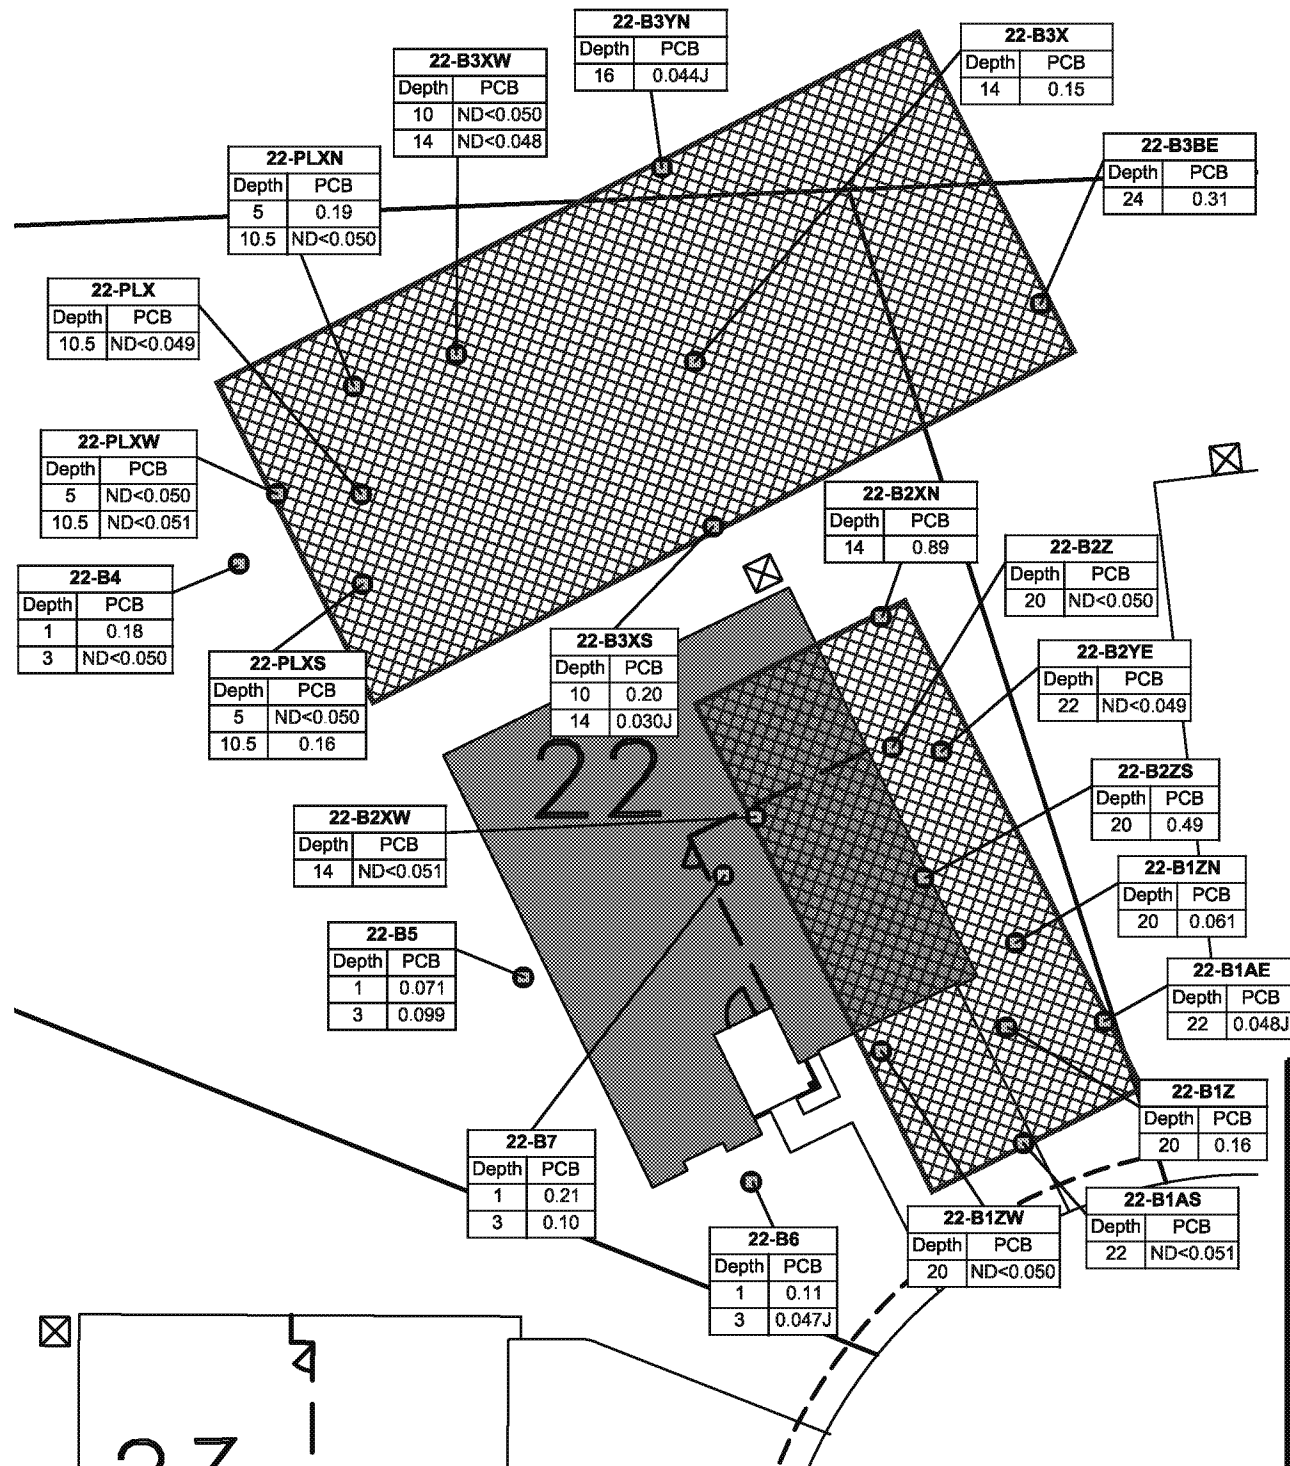 22-B3YN
Depth PCB
16 0.044J
22-B3X
Depth PCB
14 0.15
22-B3XW
Depth PCB
10 ND<0.050
14 ND<0.048
22-B3BE
Depth PCB
24 0.31
22-PLXN
Depth PCB
5 0.19
10.5 ND<0.050
22-PLX
Depth PCB
10.5 ND<0.049
22-PLXW
Depth PCB
5 ND<0.050
10.5 ND<0.051
22-B2XN
Depth PCB
14 0.89
22-B2Z
Depth PCB
20 ND<0.050
22-B4
Depth PCB
1 0.18
3 ND<0.050
22-B3XS
Depth PCB
10 0.20
14 0.030J
22-B2YE
Depth PCB
22 ND<0.049
22-PLXS
Depth PCB
5 ND<0.050
10.5 0.16
22
22-B2ZS
Depth PCB
20 0.49
22-B2XW
Depth PCB
14 ND<0.051
22-B1ZN
Depth PCB
20 0.061
22-B5
Depth PCB
1 0.071
3 0.099
22-B1AE
Depth PCB
22 0.048J
22-B1Z
Depth PCB
20 0.16
22-B7
Depth PCB
1 0.21
3 0.10
22-B1AS
Depth PCB
22 ND<0.051
22-B1ZW
Depth PCB
20 ND<0.050
22-B6
Depth PCB
1 0.11
3 0.047J